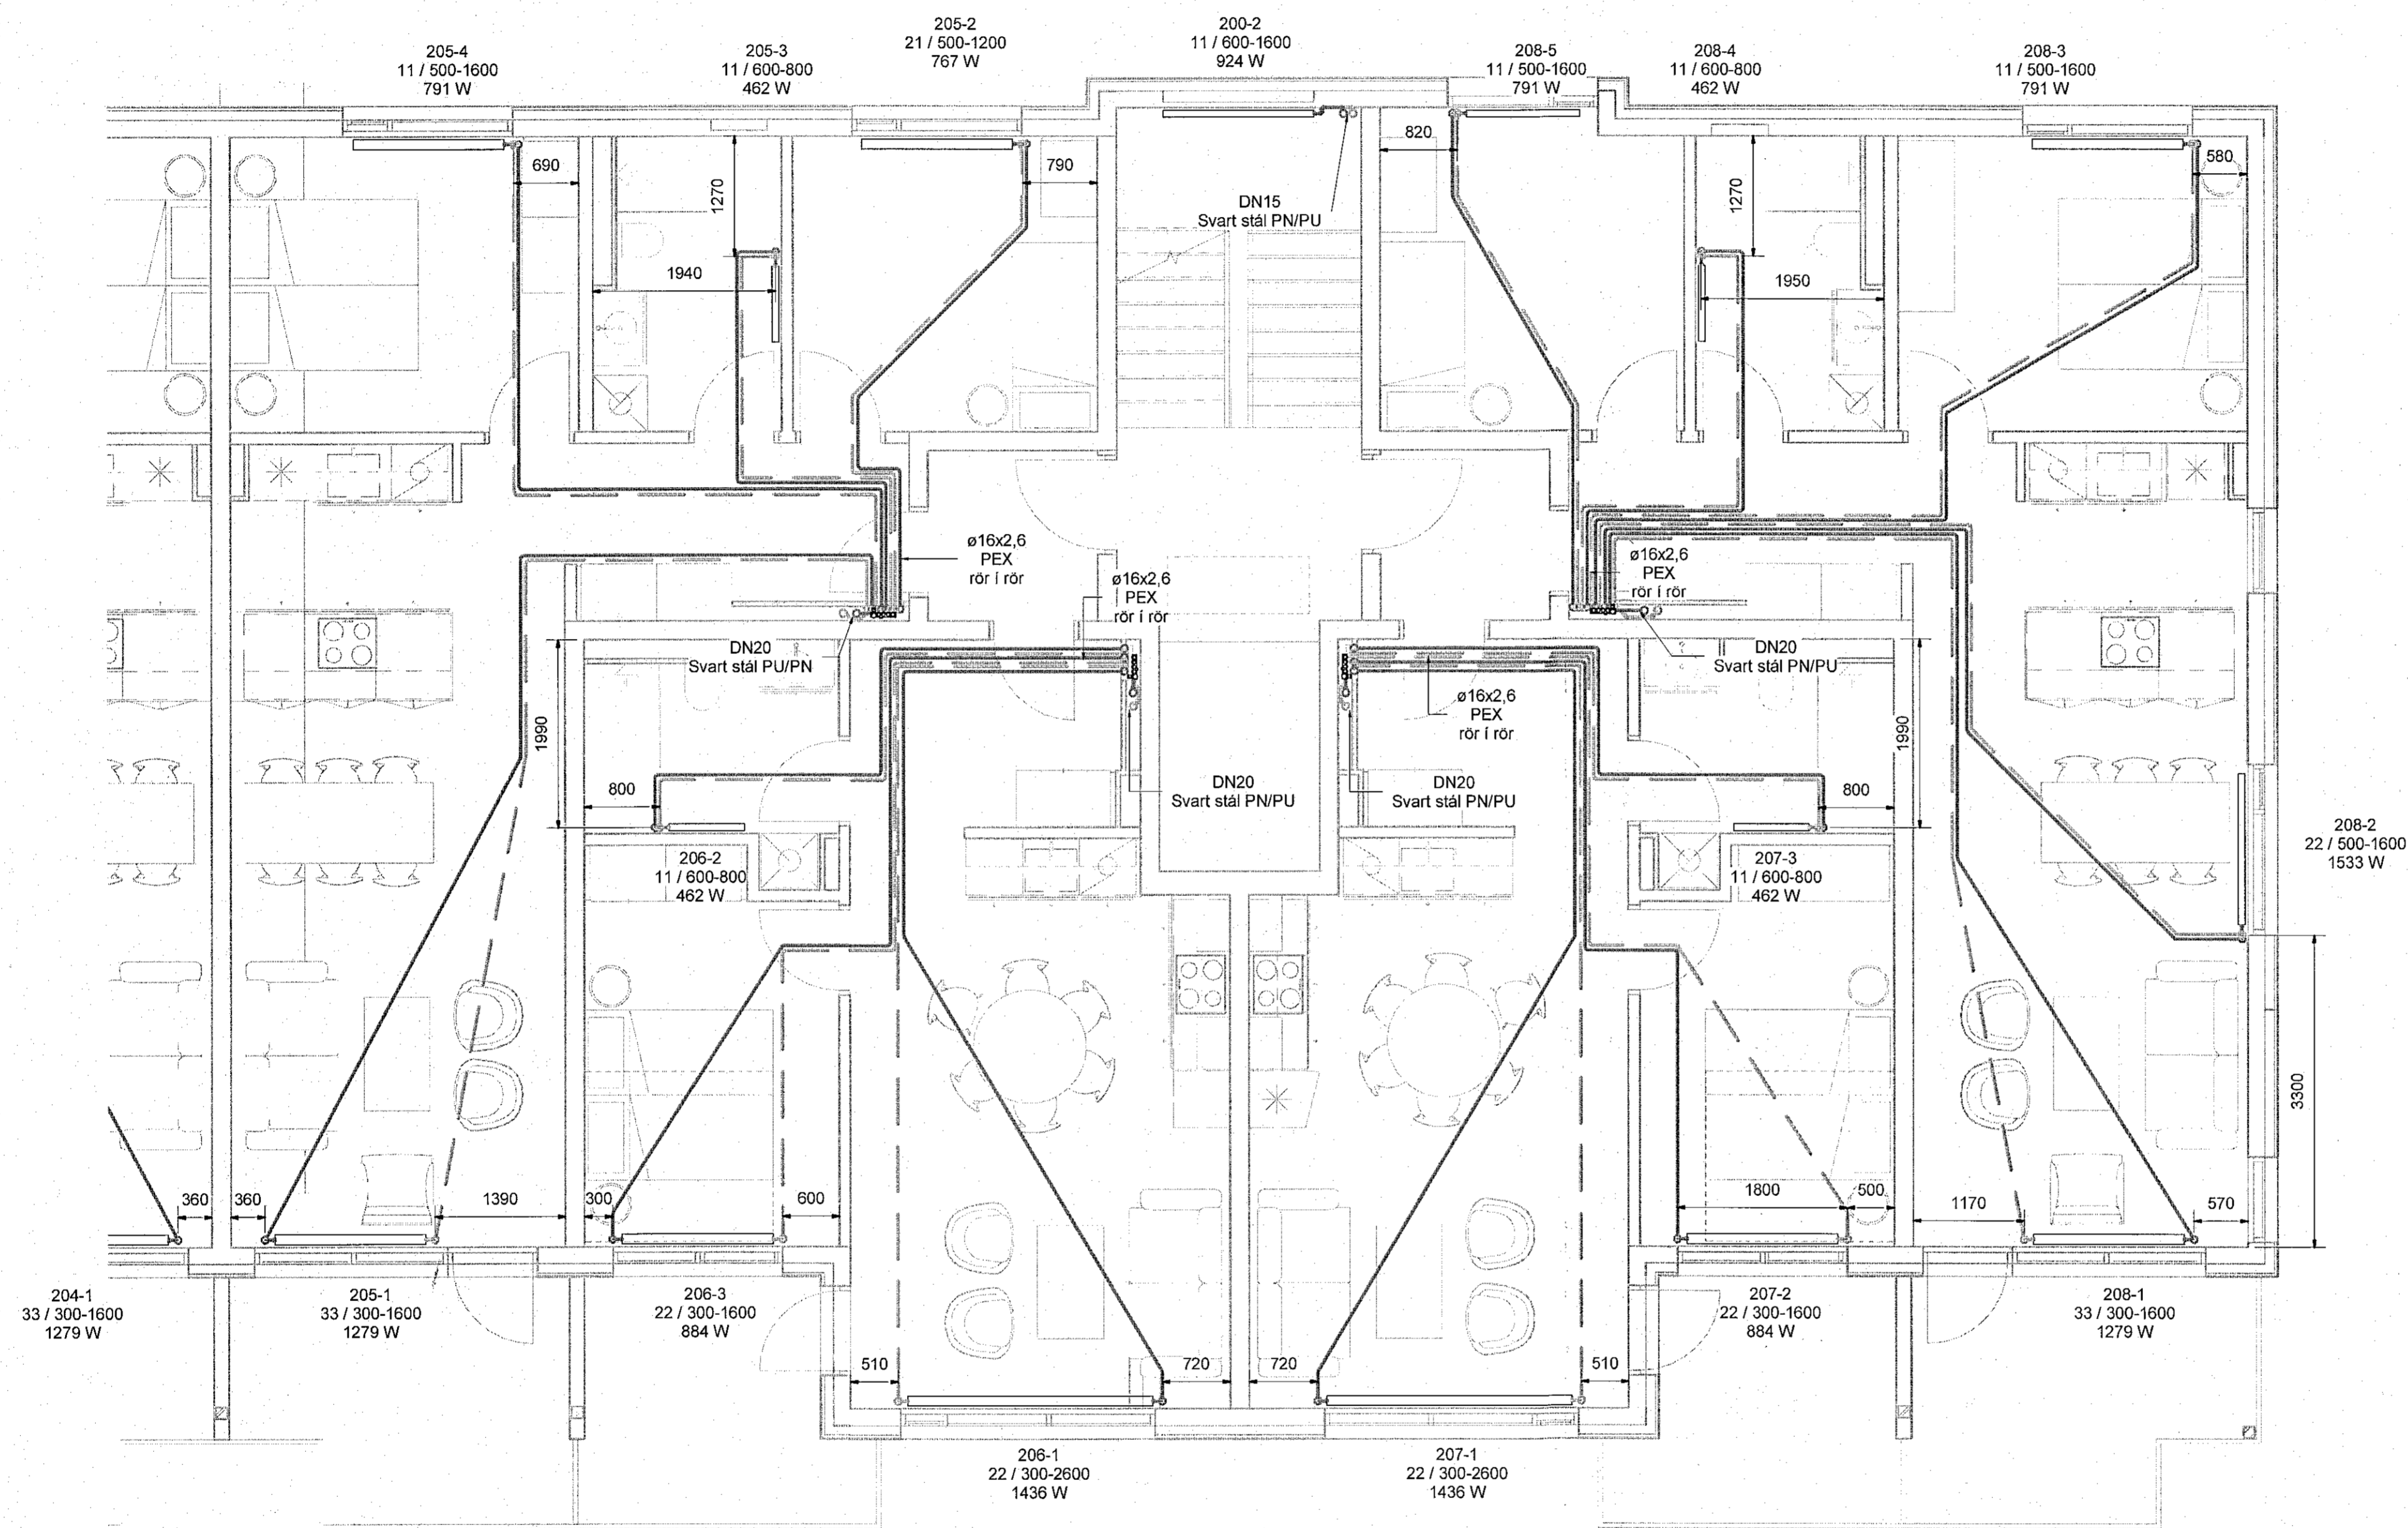 205-2
21 / 500-1200
767 W
200-2
11 / 600-1600
924 W
205-4
11 / 500-1600
791 W
205-3
11 / 600-800
462 W
208-5
11 / 500-1600
791 W
208-4
11 / 600-800
462 W
208-3
11 / 500-1600
791 W
690
1270
790
820
1270
580
DN15
Svart stál PN/PU
1940
1950
ø16x2,6
PEX
rör í rör
ø16x2,6
PEX
rör í rör
ø16x2,6
PEX
rör í rör
DN20
Svart stál PU/PN
DN20
Svart stál PN/PU
ø16x2,6
PEX
rör í rör
1990
1990
800
DN20
Svart stál PN/PU
DN20
Svart stál PN/PU
800
206-2
11 / 600-800
462 W
207-3
11 / 600-800
462 W
208-2
22 / 500-1600
1533 W
3300
360
360
1390
300
600
1800
500
1170
570
204-1
33 / 300-1600
1279 W
205-1
33 / 300-1600
1279 W
206-3
22 / 300-1600
884 W
207-2
22 / 300-1600
884 W
208-1
33 / 300-1600
1279 W
510
720
720
510
206-1
22 / 300-2600
1436 W
207-1
22 / 300-2600
1436 W